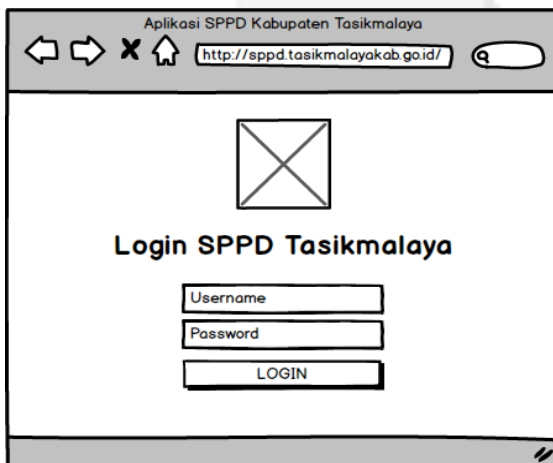 Aplikasi SPPD Kabupaten Tasikmalaya
http://sppd.tasikmalayakab.go.id/
Login SPPD Tasikmalaya
Username
Password
LOGIN